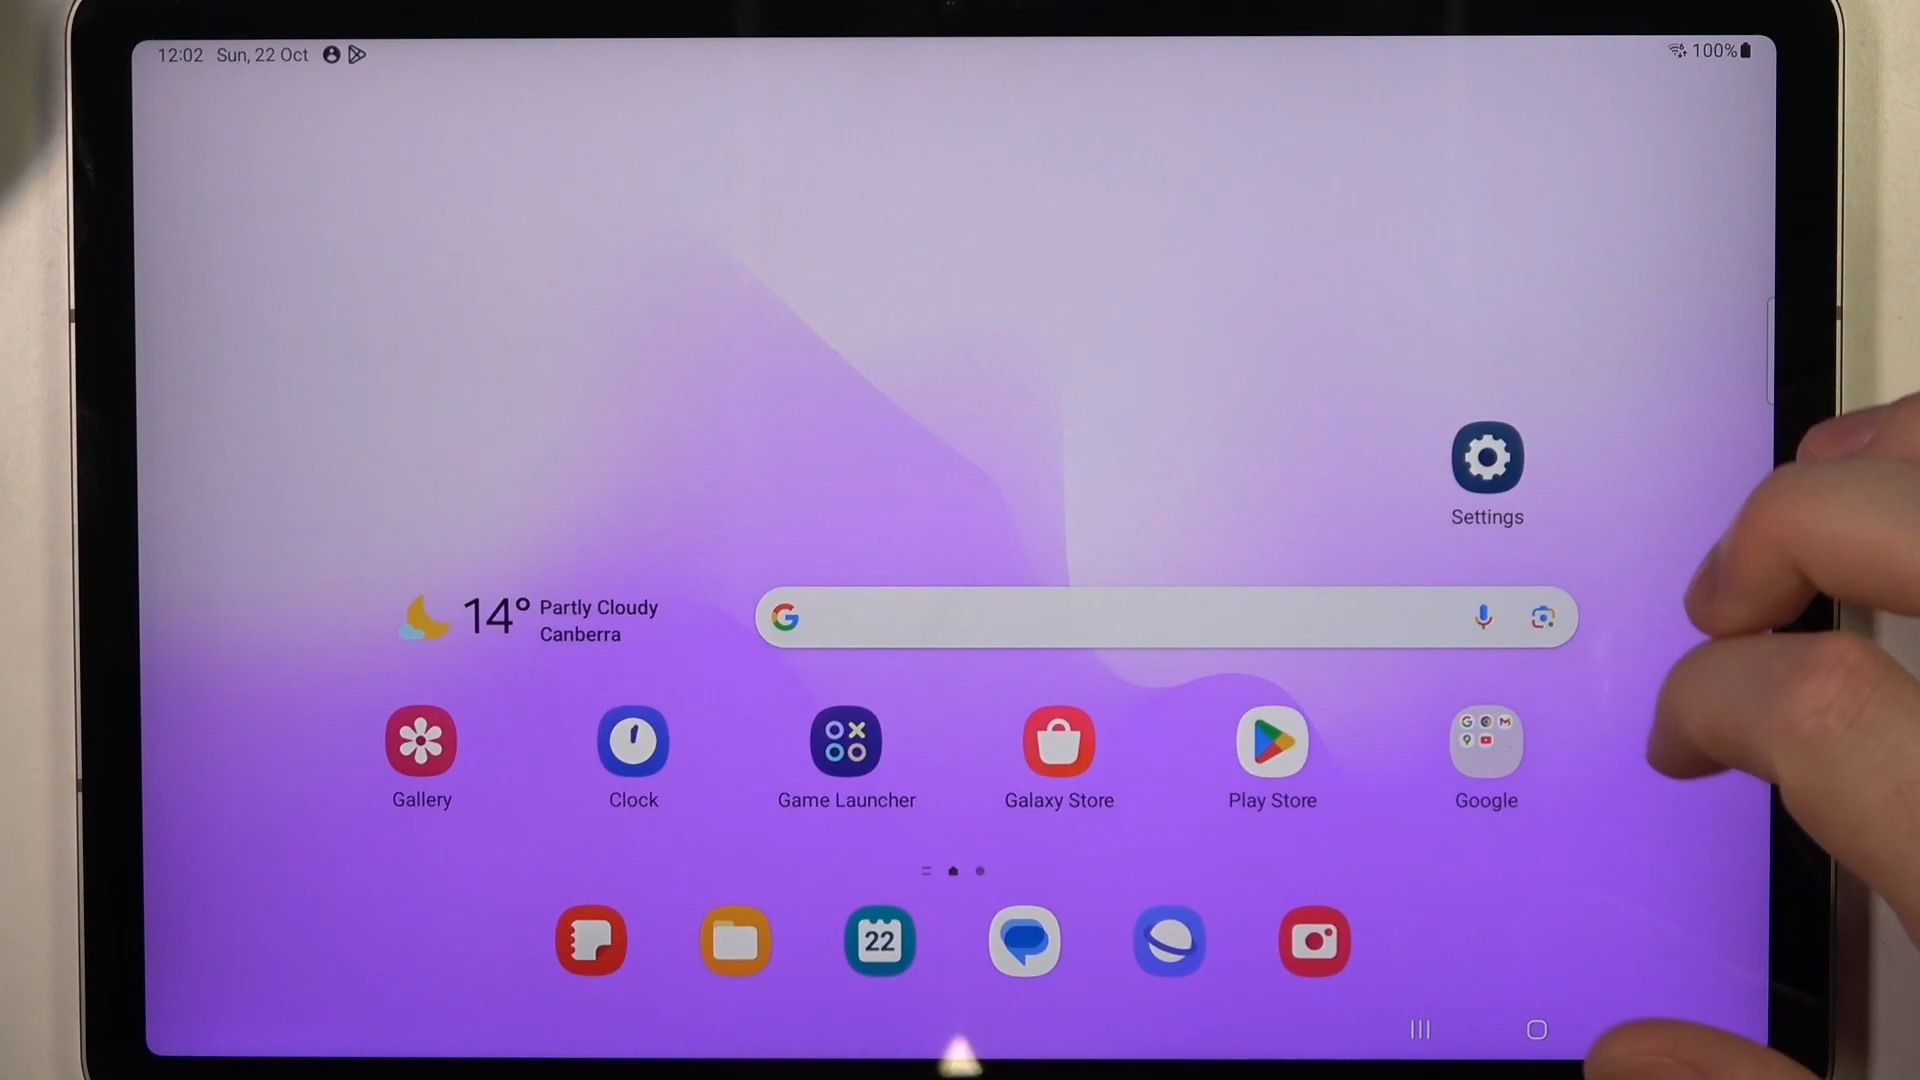 12:02 Sun, 22 Oct
100%
Settings
14° Partly Cloudy
Canberra
G
Gallery
Clock
Game Launcher
Galaxy Store
Play Store
Google
22